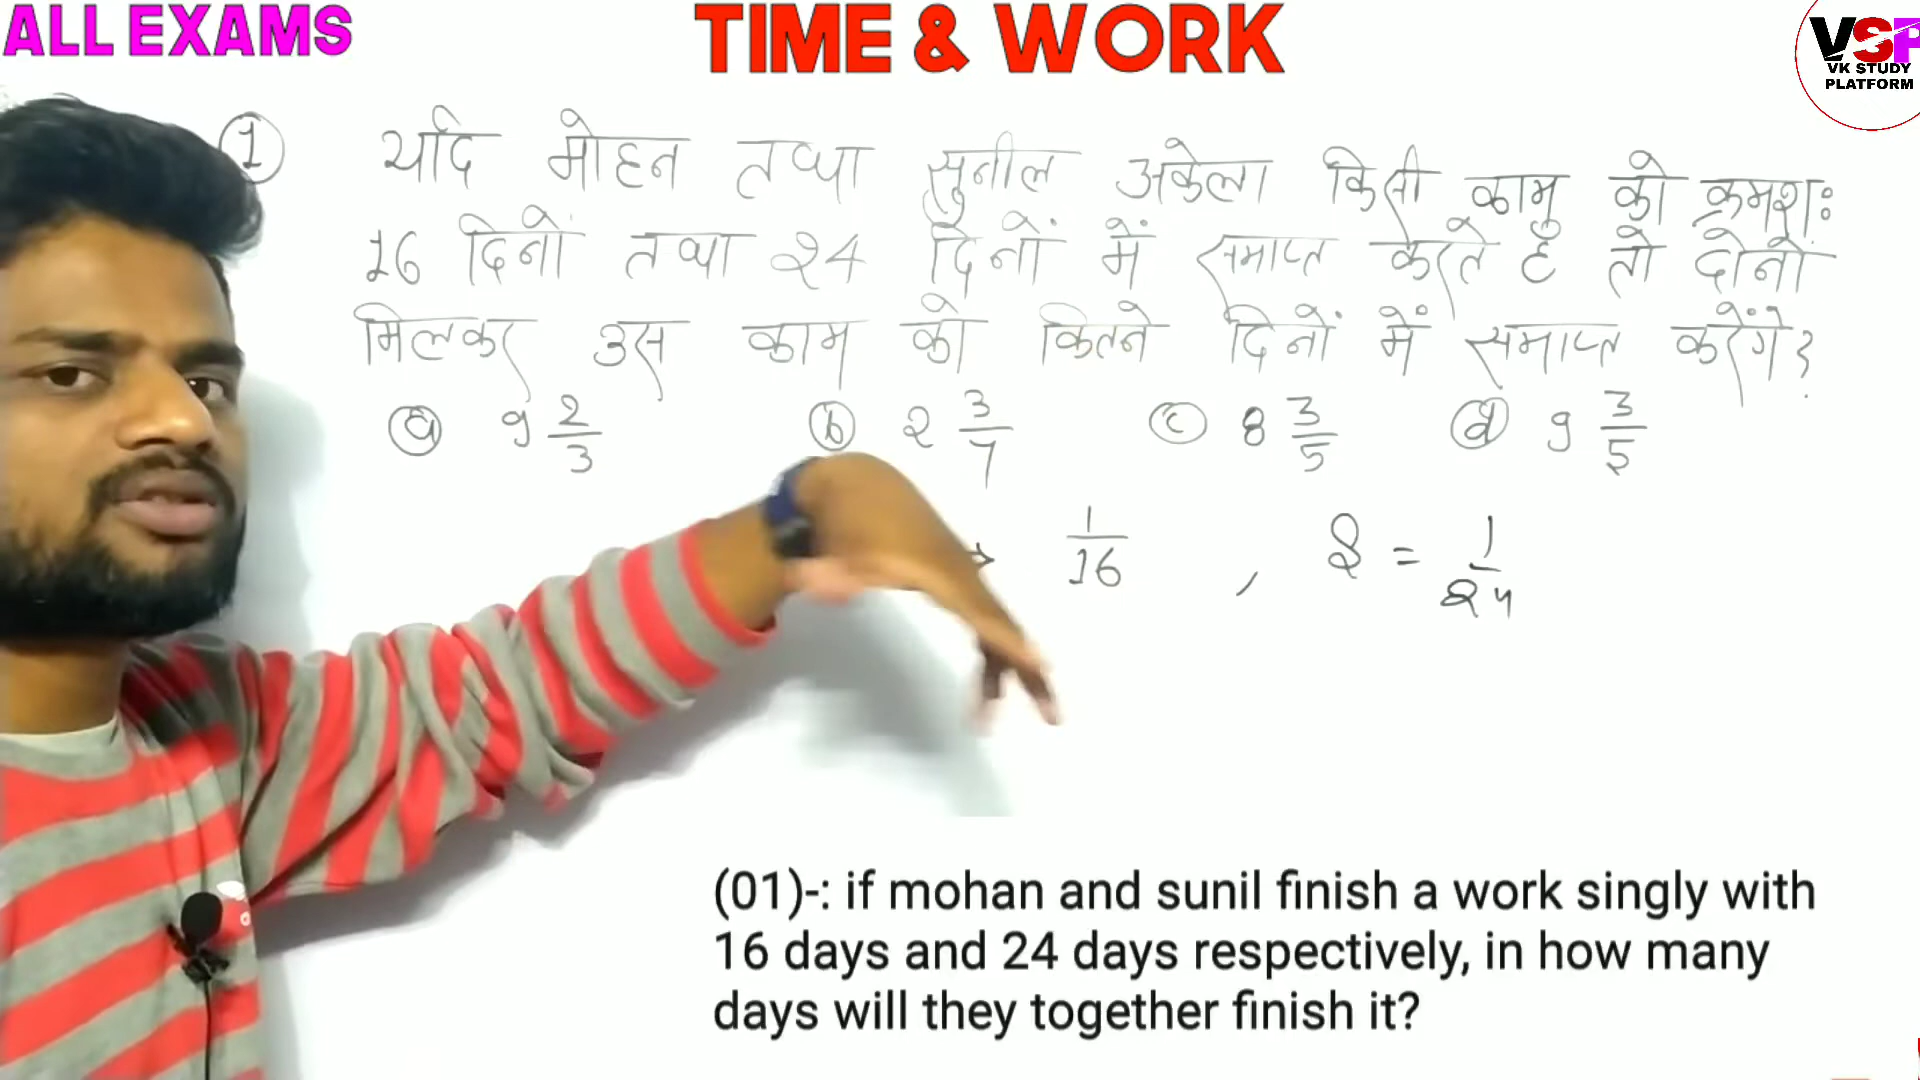 ALL EXAMS
TIME & WORK
VSP
VK STUDY
PLATFORM
1 यदि मोहन तथा सुनील अकेला किसी काम को क्रमशः
16 दिनों तथा 24 दिनों में समाप्त करते है तो दोनों
मिलकर उस काम को कितने दिनों में समाप्त करेंगे?
(a) 9 2/3 (b) 2 3/7 (c) 8 3/5 (d) 9 3/5
→ 1/16 , S = 1/24
(01)-: if mohan and sunil finish a work singly with
16 days and 24 days respectively, in how many
days will they together finish it?